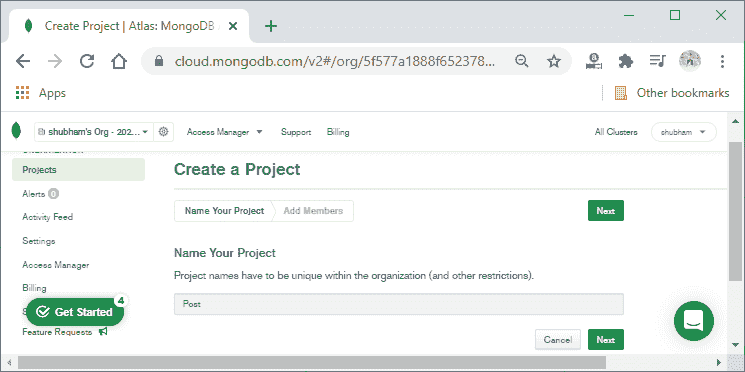 Create Project | Atlas: MongoDB
cloud.mongodb.com/v2#/org/5f577a1888f652378...
Apps
Other bookmarks
shubham's Org - 202...
Access Manager
Support
Billing
All Clusters
shubham
Projects
Alerts 0
Activity Feed
Settings
Access Manager
Billing
Get Started
4
Feature Requests
Create a Project
Name Your Project
Add Members
Next
Name Your Project
Project names have to be unique within the organization (and other restrictions).
Post
Cancel
Next